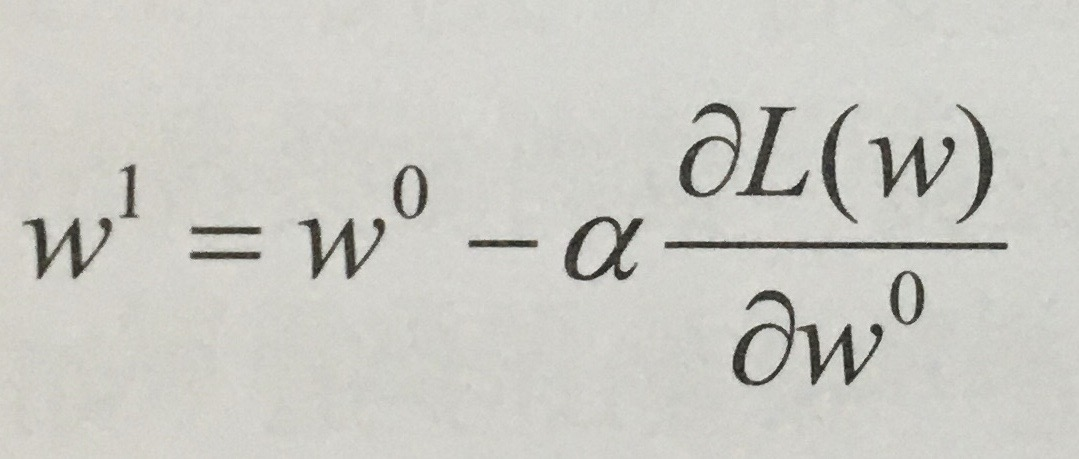 w¹ = w⁰ − α ∂L(w)/∂w⁰